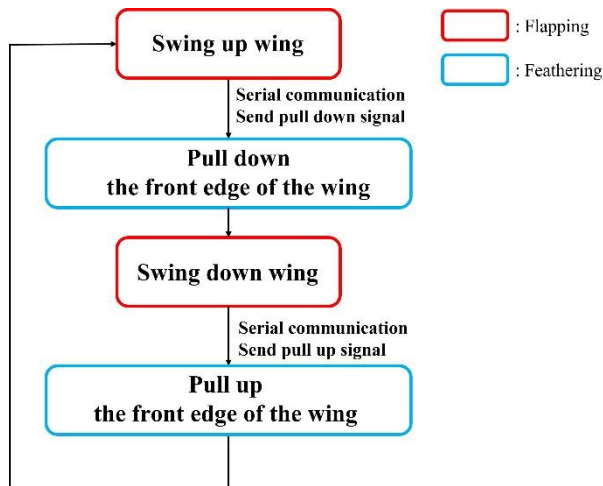 Swing up wing
: Flapping
: Feathering
Serial communication
Send pull down signal
Pull down
the front edge of the wing
Swing down wing
Serial communication
Send pull up signal
Pull up
the front edge of the wing